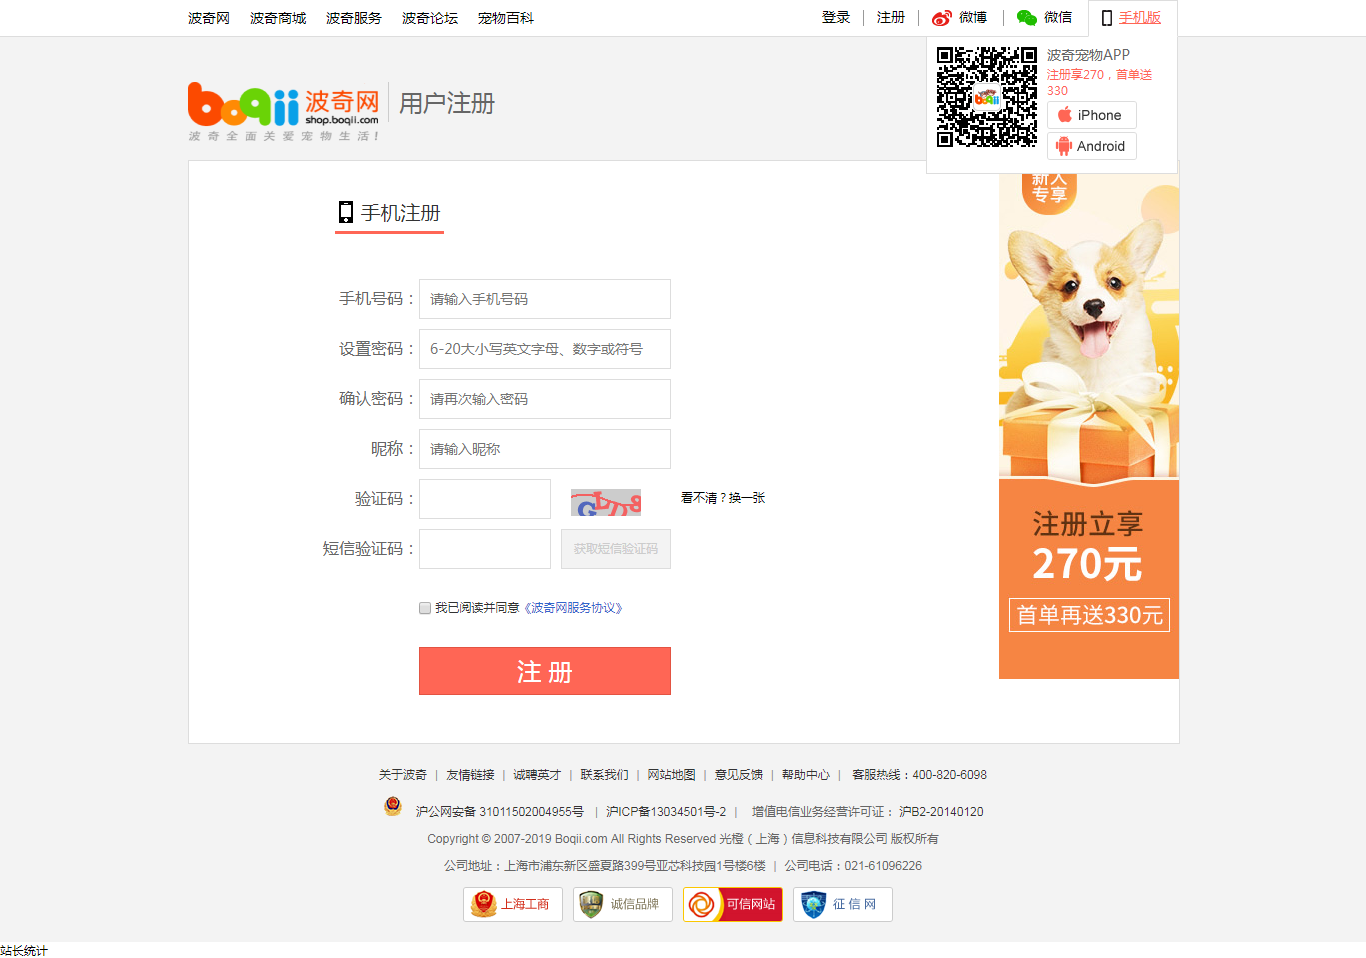 波奇网 波奇商城 波奇服务 波奇论坛 宠物百科 登录 注册 微博 微信 手机版
波奇宠物APP
注册享270，首单送
330
iPhone
Android
boqii 波奇网
shop.boqii.com
波奇全面关爱宠物生活!
用户注册
新人
专享
手机注册
手机号码： 请输入手机号码
设置密码： 6-20大小写英文字母、数字或符号
确认密码： 请再次输入密码
昵称： 请输入昵称
验证码： GLD8 看不清？换一张
短信验证码： 获取短信验证码
我已阅读并同意《波奇网服务协议》
注 册
注册立享
270元
首单再送330元
关于波奇 | 友情链接 | 诚聘英才 | 联系我们 | 网站地图 | 意见反馈 | 帮助中心 | 客服热线：400-820-6098
沪公网安备 31011502004955号 | 沪ICP备13034501号-2 | 增值电信业务经营许可证： 沪B2-20140120
Copyright © 2007-2019 Boqii.com All Rights Reserved 光橙（上海）信息科技有限公司 版权所有
公司地址：上海市浦东新区盛夏路399号亚芯科技园1号楼6楼 | 公司电话：021-61096226
上海工商 诚信品牌 可信网站 征信网
站长统计